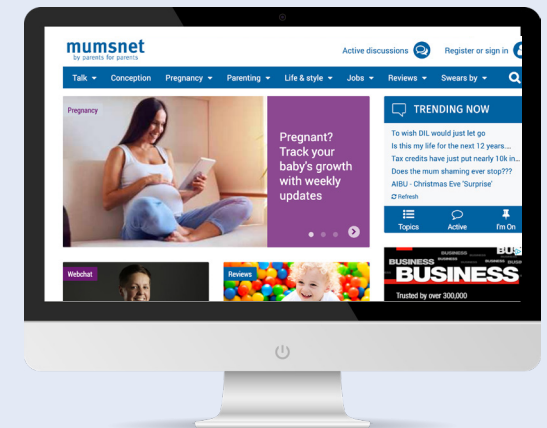 mumsnet
by parents for parents
Active discussions
Register or sign in
Talk Conception Pregnancy Parenting Life & style Jobs Reviews Swears by
Pregnancy
Pregnant?
Track your
baby's growth
with weekly
updates
TRENDING NOW
To wish DIL would just let go
Is this my life for the next 12 years....
Tax credits have just put nearly 10k in...
Does the mum shaming ever stop???
AIBU - Christmas Eve 'Surprise'
Refresh
Topics Active I'm On
Webchat
Reviews
BUSINESS
BUSINESS
BUSINESS
BUSINESS
Trusted by over 300,000